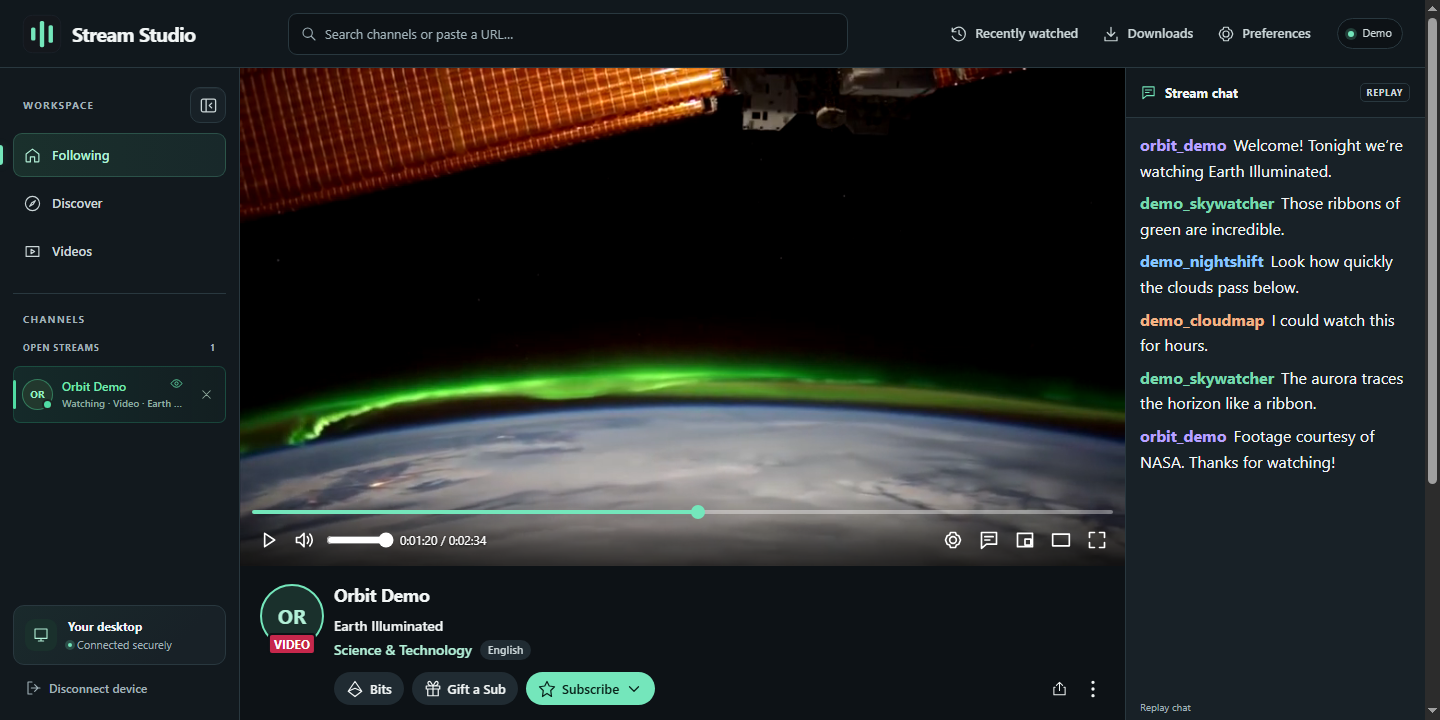 Stream Studio
Search channels or paste a URL...
Recently watched
Downloads
Preferences
Demo
WORKSPACE
Following
Discover
Videos
CHANNELS
OPEN STREAMS 1
OR
Orbit Demo
Watching · Video · Earth ...
Your desktop
Connected securely
Disconnect device
0:01:20 / 0:02:34
OR
VIDEO
Orbit Demo
Earth Illuminated
Science & Technology English
Bits
Gift a Sub
Subscribe
Stream chat
REPLAY
orbit_demo Welcome! Tonight we're
watching Earth Illuminated.
demo_skywatcher Those ribbons of
green are incredible.
demo_nightshift Look how quickly
the clouds pass below.
demo_cloudmap I could watch this
for hours.
demo_skywatcher The aurora traces
the horizon like a ribbon.
orbit_demo Footage courtesy of
NASA. Thanks for watching!
Replay chat